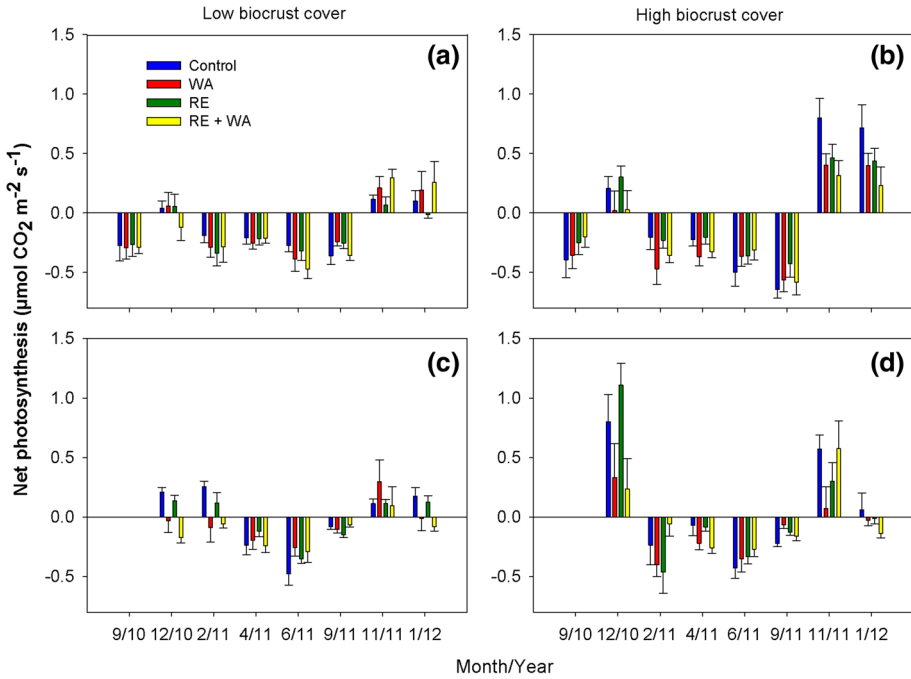 Low biocrust cover
High biocrust cover
1.5
1.0
0.5
0.0
-0.5
(a)
Control
WA
RE
RE + WA
1.5
1.0
0.5
0.0
-0.5
(b)
Net photosynthesis (µmol CO2 m-2 s-1)
1.5
1.0
0.5
0.0
-0.5
(c)
9/10 12/10 2/11 4/11 6/11 9/11 11/11 1/12
1.5
1.0
0.5
0.0
-0.5
(d)
9/10 12/10 2/11 4/11 6/11 9/11 11/11 1/12
Month/Year